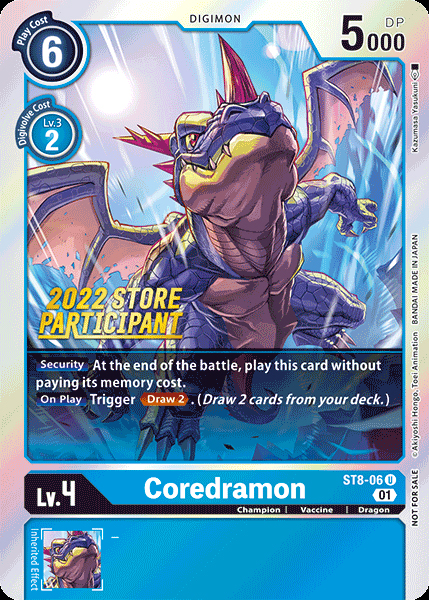 DIGIMON
Play Cost
6
5000
DP
Digivolve Cost
Lv.3
2
Kazumasa Yasukuni
2022 STORE
PARTICIPANT
Security At the end of the battle, play this card without
paying its memory cost.
On Play Trigger Draw 2 . (Draw 2 cards from your deck.)
©Akiyoshi Hongo, Toei Animation BANDAI MADE IN JAPAN
NOT FOR SALE
Lv.4
Coredramon
ST8-06 U
01
Champion | Vaccine | Dragon
Inherited Effect
–